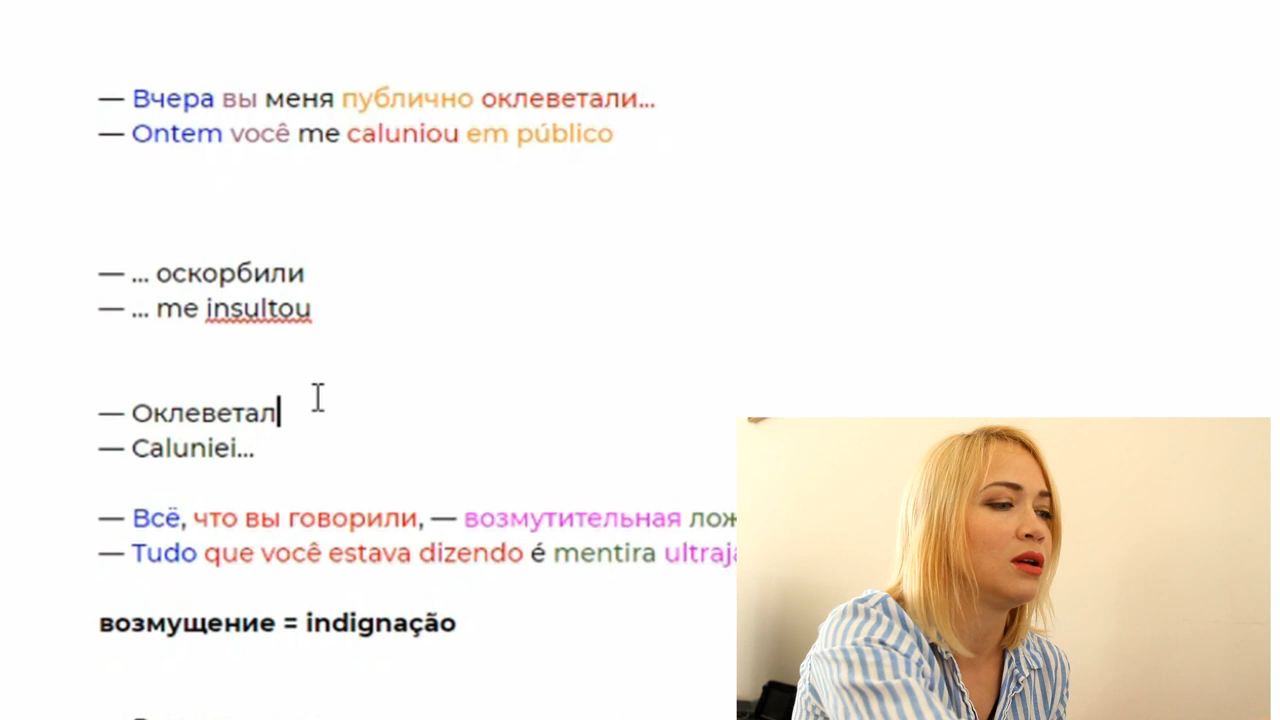 — Вчера вы меня публично оклеветали...
— Ontem você me caluniou em público
— ... оскорбили
— ... me insultou
— Оклеветал
— Caluniei...
— Всё, что вы говорили, — возмутительная
— Tudo que você estava dizendo é mentira
возмущение = indignação